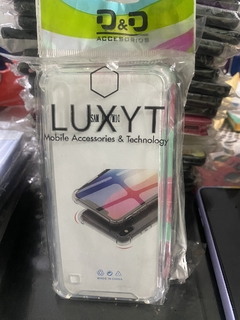 D&D
ACCESORIOS
LUXYT
Mobile Accessories & Technology